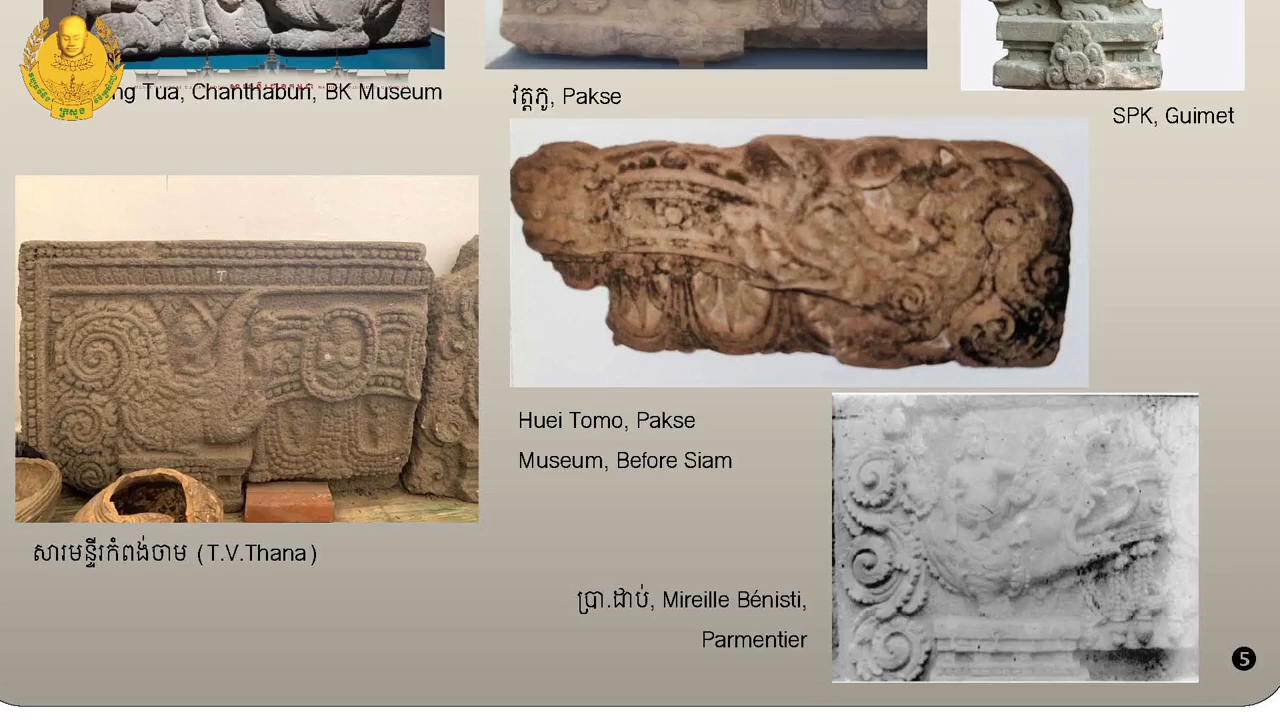 ng Tua, Chanthaburi, BK Museum
វត្តភូ, Pakse
SPK, Guimet
Huei Tomo, Pakse
Museum, Before Siam
សារមន្ទីរកំពង់ចាម (T.V.Thana)
ប្រា.ដាប់, Mireille Bénisti,
Parmentier
5